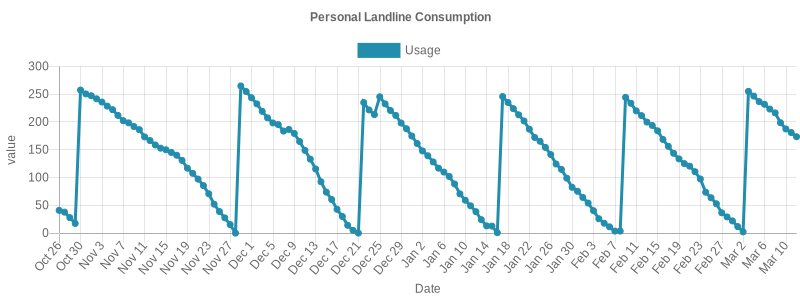 Personal Landline Consumption
Usage
300
250
200
150
100
50
0
value
Oct 26
Oct 30
Nov 3
Nov 7
Nov 11
Nov 15
Nov 19
Nov 23
Nov 27
Dec 1
Dec 5
Dec 9
Dec 13
Dec 17
Dec 21
Dec 25
Dec 29
Jan 2
Jan 6
Jan 10
Jan 14
Jan 18
Jan 22
Jan 26
Jan 30
Feb 3
Feb 7
Feb 11
Feb 15
Feb 19
Feb 23
Feb 27
Mar 2
Mar 6
Mar 10
Date